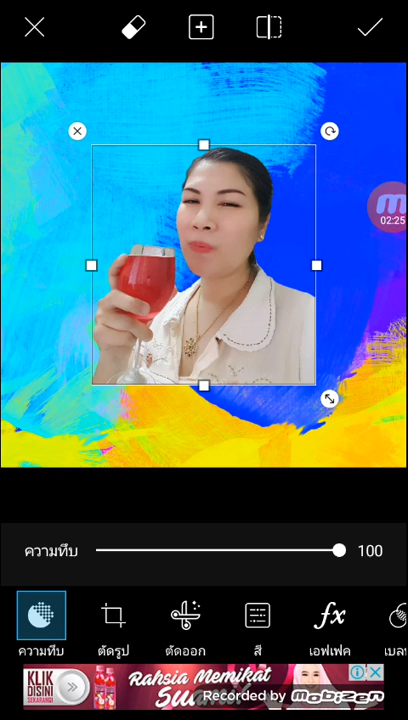 02:25
ความทึบ
100
ความทึบ
ตัดรูป
ตัดออก
สี
fx
เอฟเฟค
KLIK
DISINI
SEKARANG!
Rahsia Memikat
Recorded by mobizen